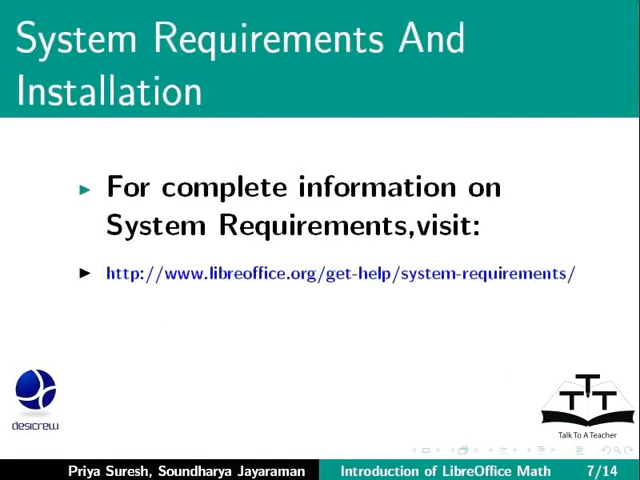 System Requirements And
Installation
For complete information on
System Requirements,visit:
http://www.libreoffice.org/get-help/system-requirements/
desicrew
TTT
Talk To A Teacher
Priya Suresh, Soundharya Jayaraman
Introduction of LibreOffice Math
7/14